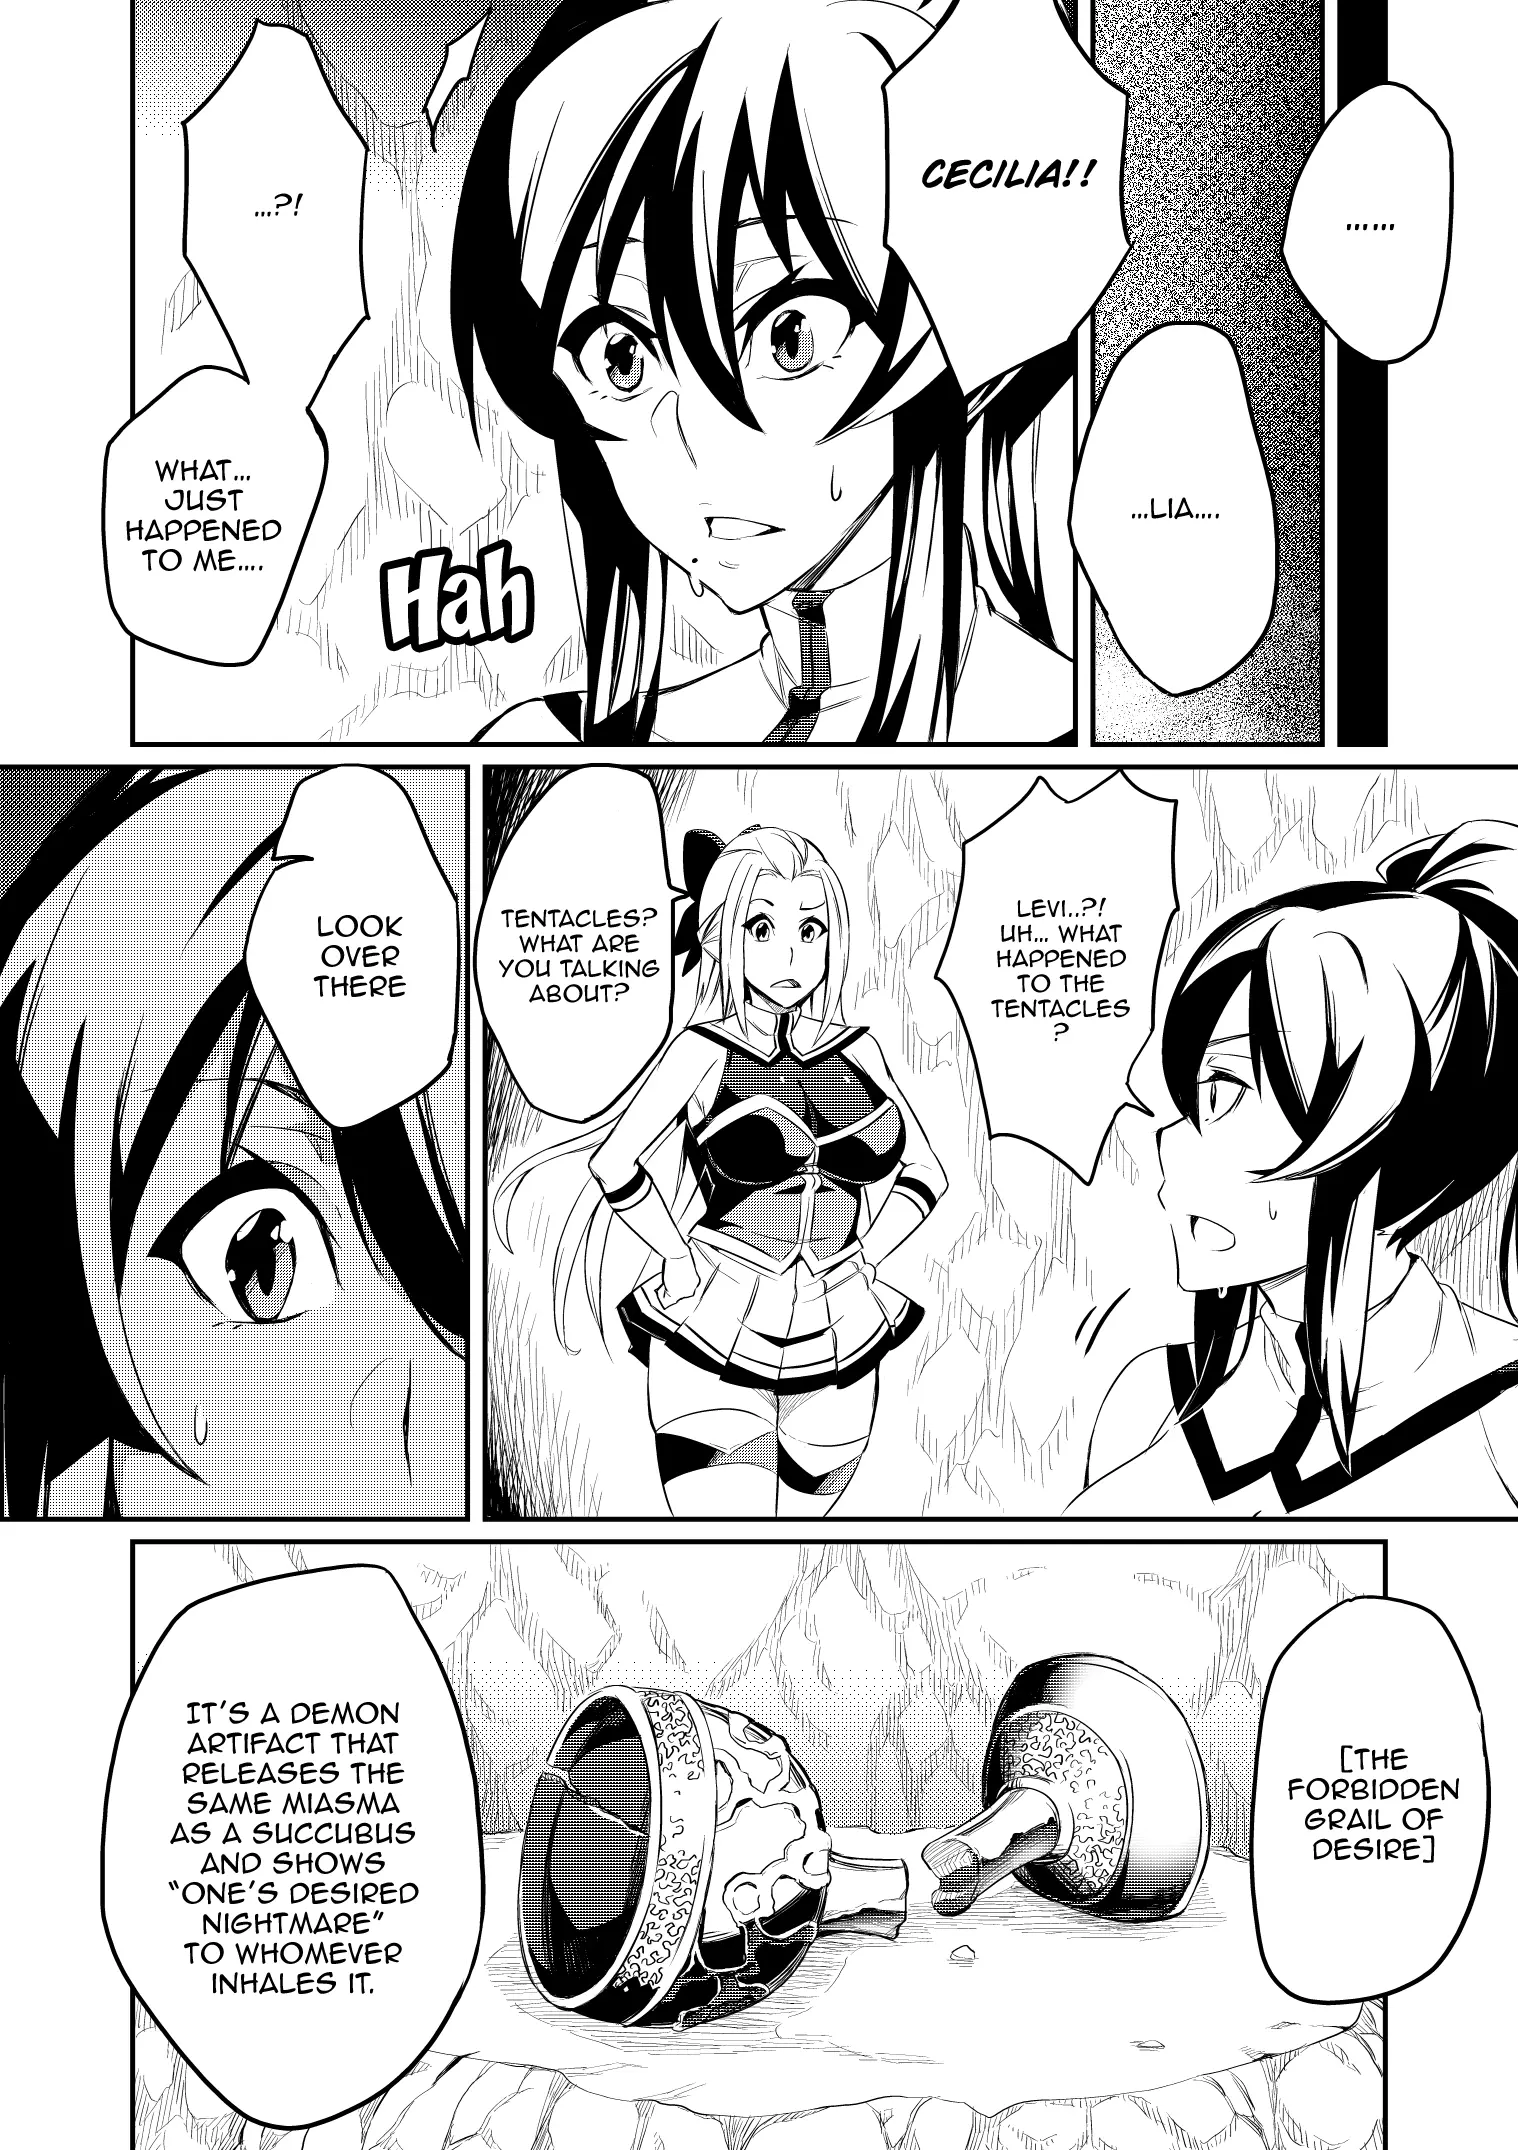 ......
...LIA....
CECILIA!!
...?!
WHAT...
JUST
HAPPENED
TO ME....
Hah
LEVI..?!
UH... WHAT
HAPPENED
TO THE
TENTACLES
?
TENTACLES?
WHAT ARE
YOU TALKING
ABOUT?
LOOK
OVER
THERE
[THE
FORBIDDEN
GRAIL OF
DESIRE]
IT'S A DEMON
ARTIFACT THAT
RELEASES THE
SAME MIASMA
AS A SUCCUBUS
AND SHOWS
"ONE'S DESIRED
NIGHTMARE"
TO WHOMEVER
INHALES IT.